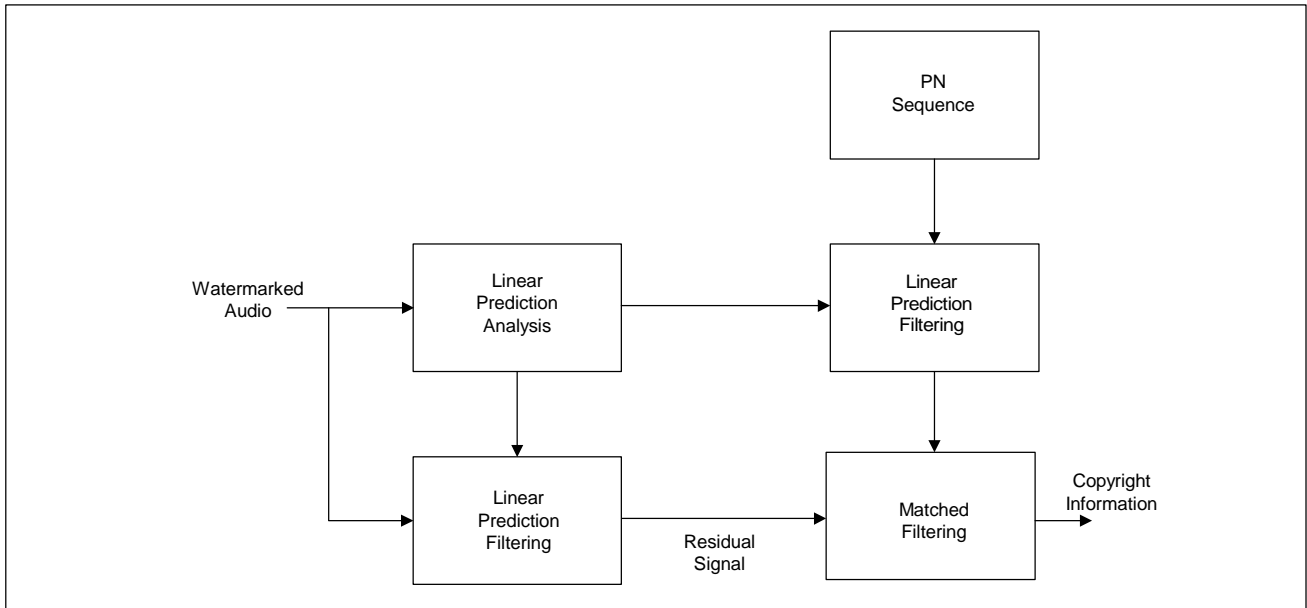 PN
Sequence
Watermarked
Audio
Linear
Prediction
Analysis
Linear
Prediction
Filtering
Linear
Prediction
Filtering
Residual
Signal
Matched
Filtering
Copyright
Information